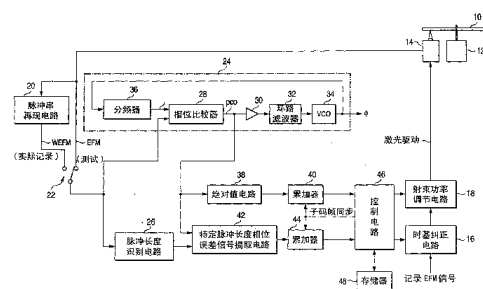 10
14
12
24
20
脉冲串
再现电路
36
分频器
28
相位比较器
pco
30
32
环路
滤波器
34
VCO
φ
WEFM
EFM
(实际记录)
(测试)
22
激光驱动
38
绝对值电路
40
累加器
46
控制电路
射束功率
调节电路
18
子码帧同步
26
脉冲长度
识别电路
42
特定脉冲长度相位
误差信号提取电路
44
累加器
时基纠正
电路
16
48
存储器
记录 EFM 信号